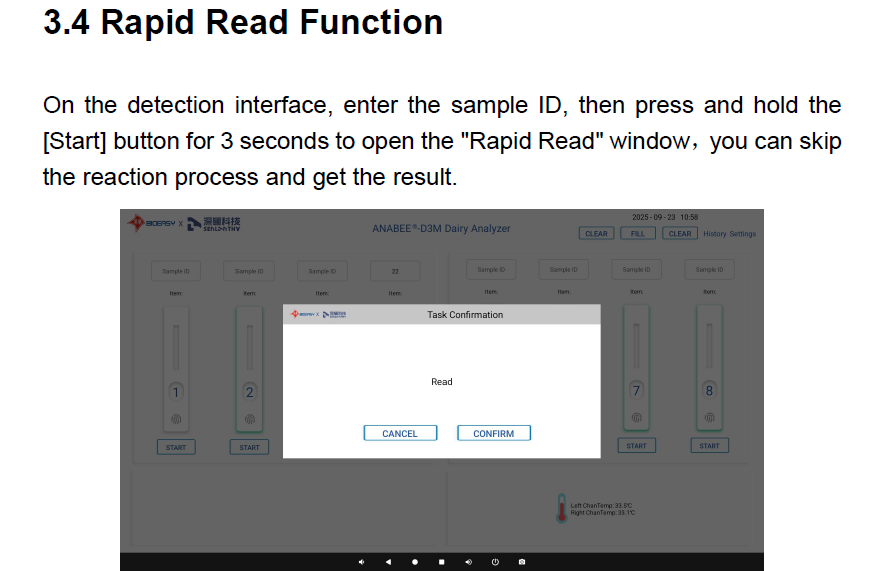 3.4 Rapid Read Function
On the detection interface, enter the sample ID, then press and hold the
[Start] button for 3 seconds to open the "Rapid Read" window，you can skip
the reaction process and get the result.
BIOEASY X
2025-09-23 10:58
ANABEE®-D3M Dairy Analyzer
CLEAR FILL CLEAR History Settings
Sample ID Sample ID Sample ID 22 Sample ID Sample ID Sample ID Sample ID
Item: Item: Item: Item: Item: Item: Item: Item:
BIOEASY X
Task Confirmation
Read
1 2 7 8
CANCEL CONFIRM
START START START START
Left ChanTemp: 33.0℃
Right ChanTemp: 33.1℃